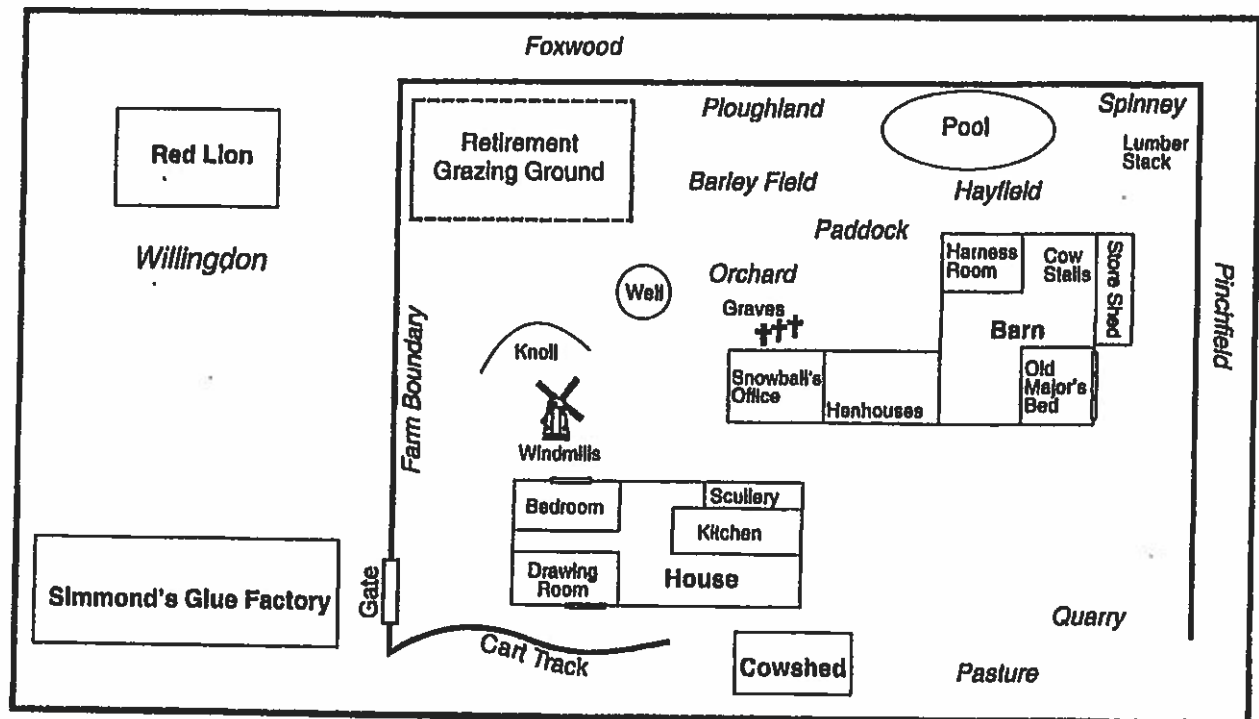 Foxwood
Red Lion
Willingdon
Simmond's Glue Factory
Farm Boundary
Gate
Retirement
Grazing Ground
Ploughland
Pool
Spinney
Lumber
Stack
Barley Field
Hayfield
Paddock
Orchard
Graves
Well
Knoll
Windmills
Harness
Room
Cow
Stalls
Store Shed
Barn
Old
Major's
Bed
Snowball's
Office
Henhouses
Pinchfield
Bedroom
Scullery
Kitchen
Drawing
Room
House
Cart Track
Cowshed
Quarry
Pasture